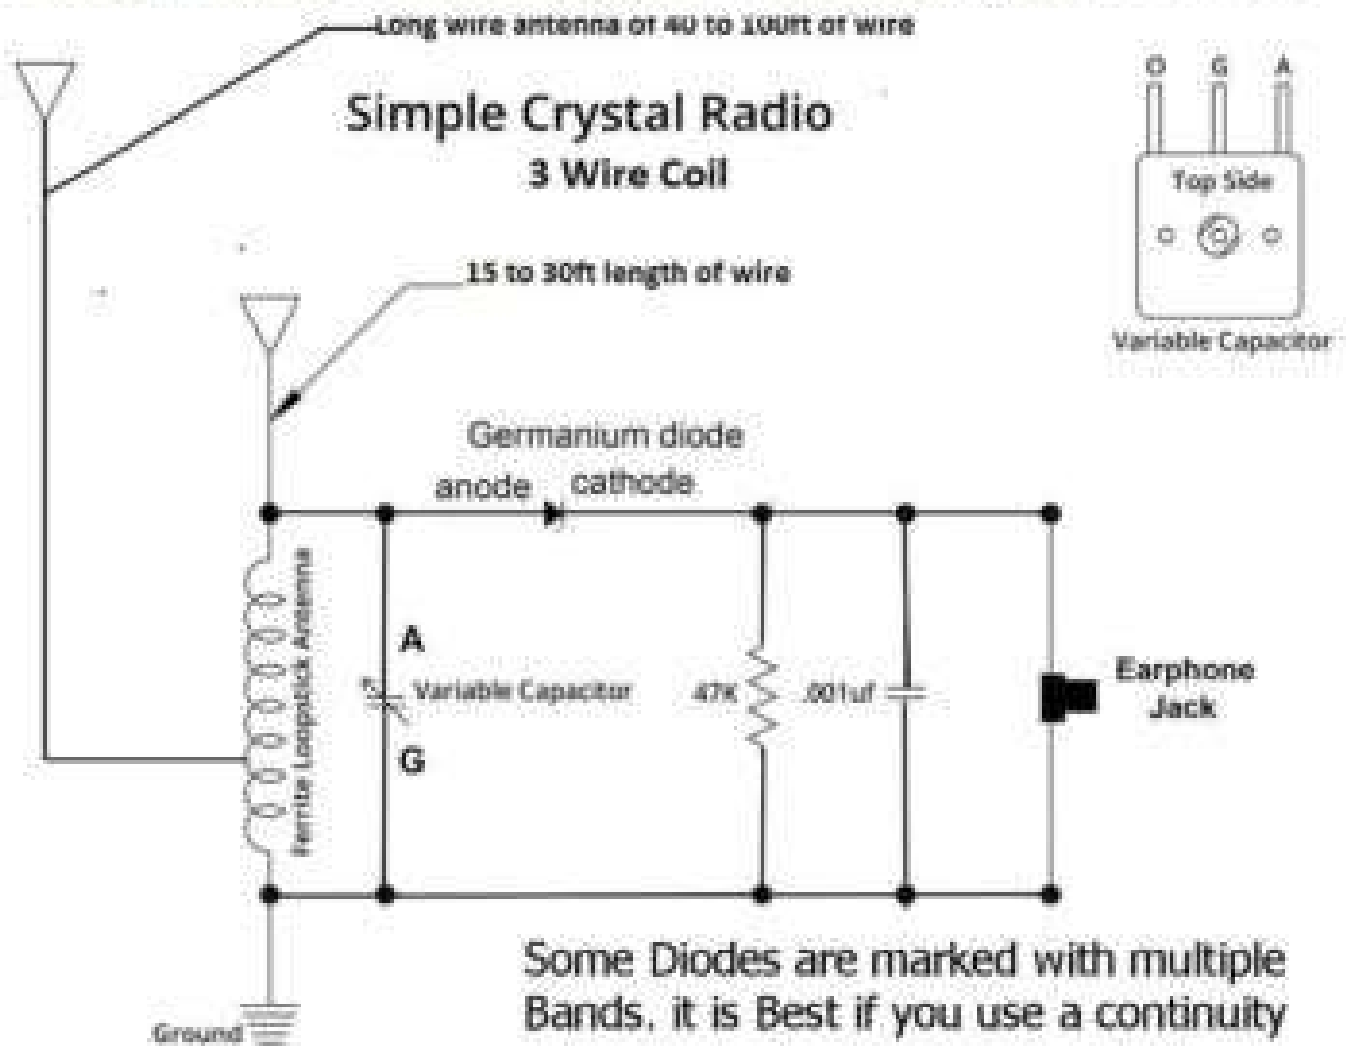 Long wire antenna of 40 to 100ft of wire
Simple Crystal Radio
3 Wire Coil
O G A
Top Side
Variable Capacitor
15 to 30ft length of wire
Germanium diode
anode cathode
Ferrite Loopstick Antenna
A
Variable Capacitor
G
47K
.001uf
Earphone
Jack
Ground
Some Diodes are marked with multiple
Bands. it is Best if you use a continuity